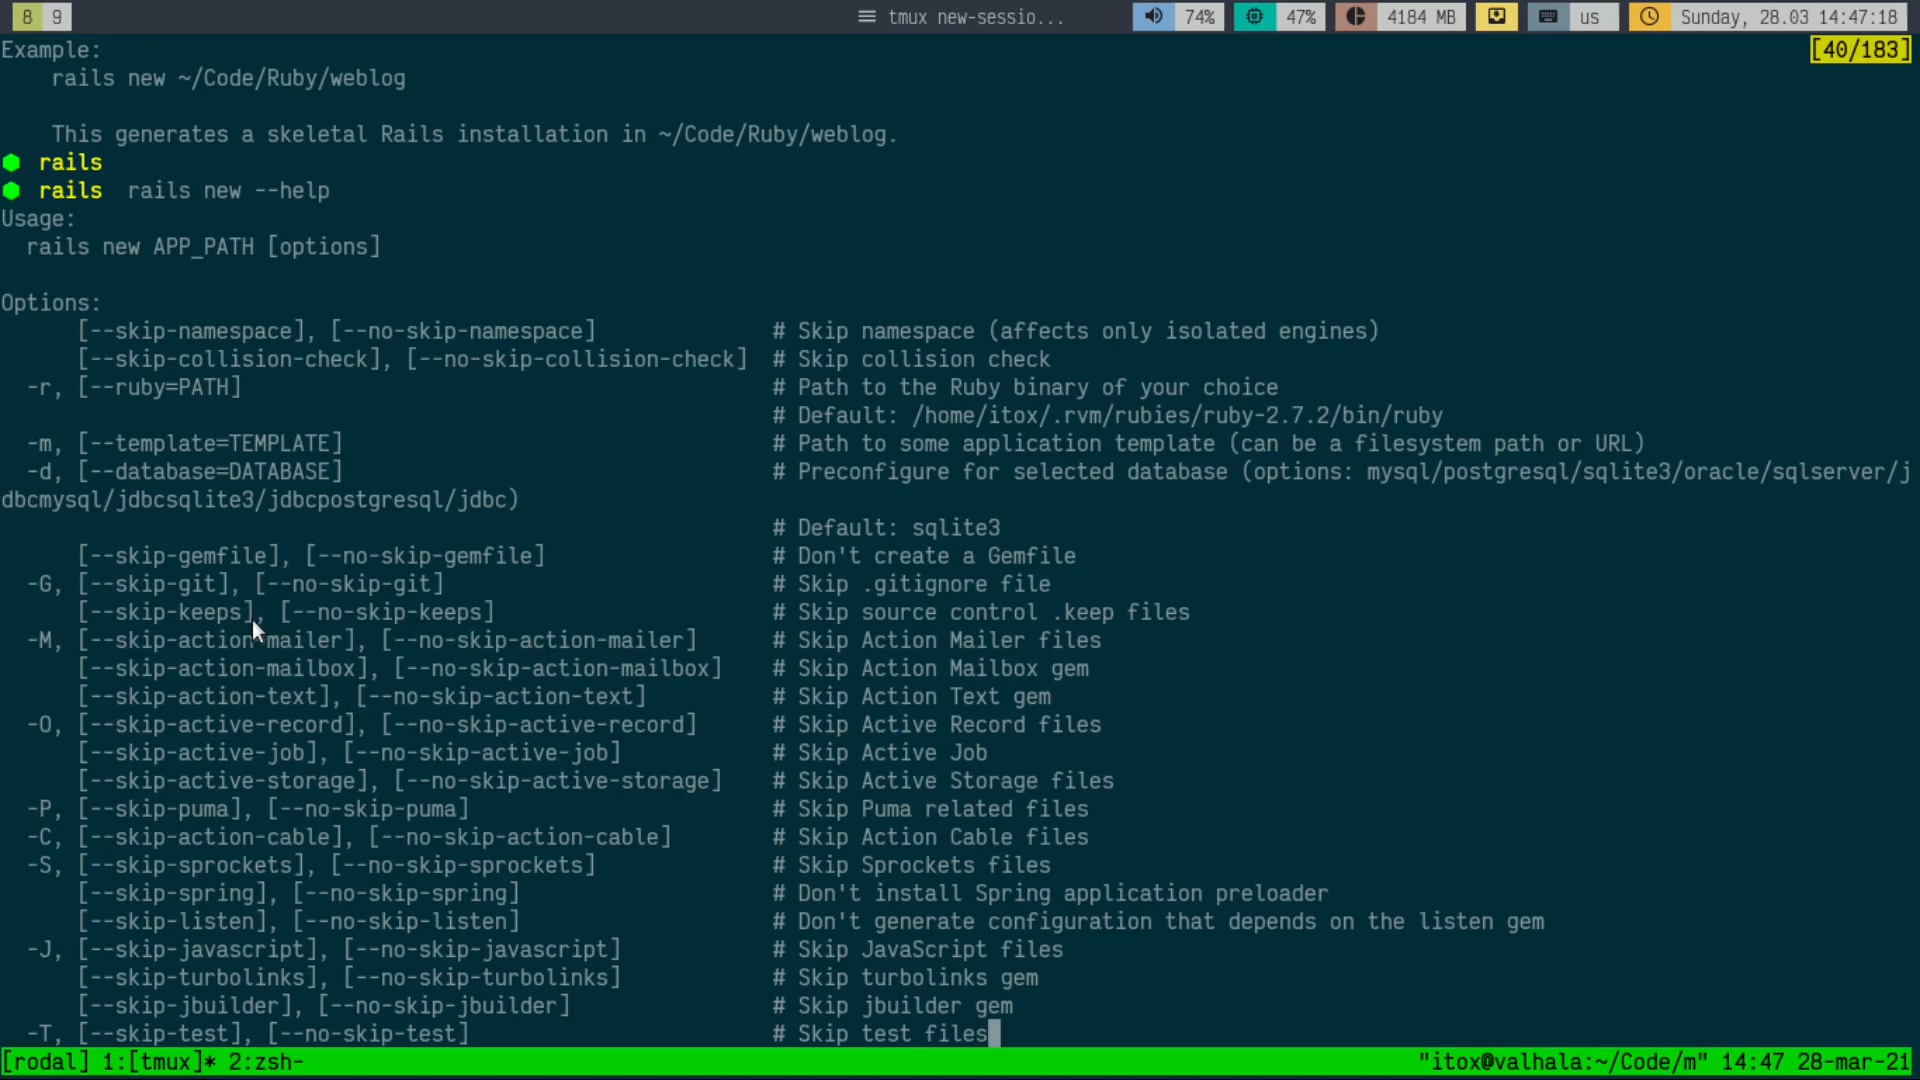 8 9 ☰ tmux new-sessio... 74% 47% 4184 MB us Sunday, 28.03 14:47:18
Example: [40/183]
    rails new ~/Code/Ruby/weblog
    This generates a skeletal Rails installation in ~/Code/Ruby/weblog.
rails
rails  rails new --help
Usage:
  rails new APP_PATH [options]
Options:
      [--skip-namespace], [--no-skip-namespace]              # Skip namespace (affects only isolated engines)
      [--skip-collision-check], [--no-skip-collision-check]  # Skip collision check
  -r, [--ruby=PATH]                                          # Path to the Ruby binary of your choice
                                                             # Default: /home/itox/.rvm/rubies/ruby-2.7.2/bin/ruby
  -m, [--template=TEMPLATE]                                  # Path to some application template (can be a filesystem path or URL)
  -d, [--database=DATABASE]                                  # Preconfigure for selected database (options: mysql/postgresql/sqlite3/oracle/sqlserver/j
dbcmysql/jdbcsqlite3/jdbcpostgresql/jdbc)
                                                             # Default: sqlite3
      [--skip-gemfile], [--no-skip-gemfile]                  # Don't create a Gemfile
  -G, [--skip-git], [--no-skip-git]                          # Skip .gitignore file
      [--skip-keeps], [--no-skip-keeps]                      # Skip source control .keep files
  -M, [--skip-action-mailer], [--no-skip-action-mailer]      # Skip Action Mailer files
      [--skip-action-mailbox], [--no-skip-action-mailbox]    # Skip Action Mailbox gem
      [--skip-action-text], [--no-skip-action-text]          # Skip Action Text gem
  -O, [--skip-active-record], [--no-skip-active-record]      # Skip Active Record files
      [--skip-active-job], [--no-skip-active-job]            # Skip Active Job
      [--skip-active-storage], [--no-skip-active-storage]    # Skip Active Storage files
  -P, [--skip-puma], [--no-skip-puma]                        # Skip Puma related files
  -C, [--skip-action-cable], [--no-skip-action-cable]        # Skip Action Cable files
  -S, [--skip-sprockets], [--no-skip-sprockets]              # Skip Sprockets files
      [--skip-spring], [--no-skip-spring]                    # Don't install Spring application preloader
      [--skip-listen], [--no-skip-listen]                    # Don't generate configuration that depends on the listen gem
  -J, [--skip-javascript], [--no-skip-javascript]            # Skip JavaScript files
      [--skip-turbolinks], [--no-skip-turbolinks]            # Skip turbolinks gem
      [--skip-jbuilder], [--no-skip-jbuilder]                # Skip jbuilder gem
  -T, [--skip-test], [--no-skip-test]                        # Skip test files
[rodal] 1:[tmux]* 2:zsh- "itox@valhala:~/Code/m" 14:47 28-mar-21